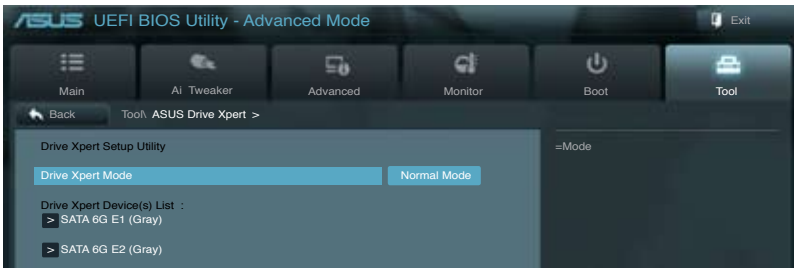 ASUS UEFI BIOS Utility - Advanced Mode
Exit
Main
Ai Tweaker
Advanced
Monitor
Boot
Tool
Back
Tool\ ASUS Drive Xpert >
Drive Xpert Setup Utility
=Mode
Drive Xpert Mode
Normal Mode
Drive Xpert Device(s) List :
> SATA 6G E1 (Gray)
> SATA 6G E2 (Gray)